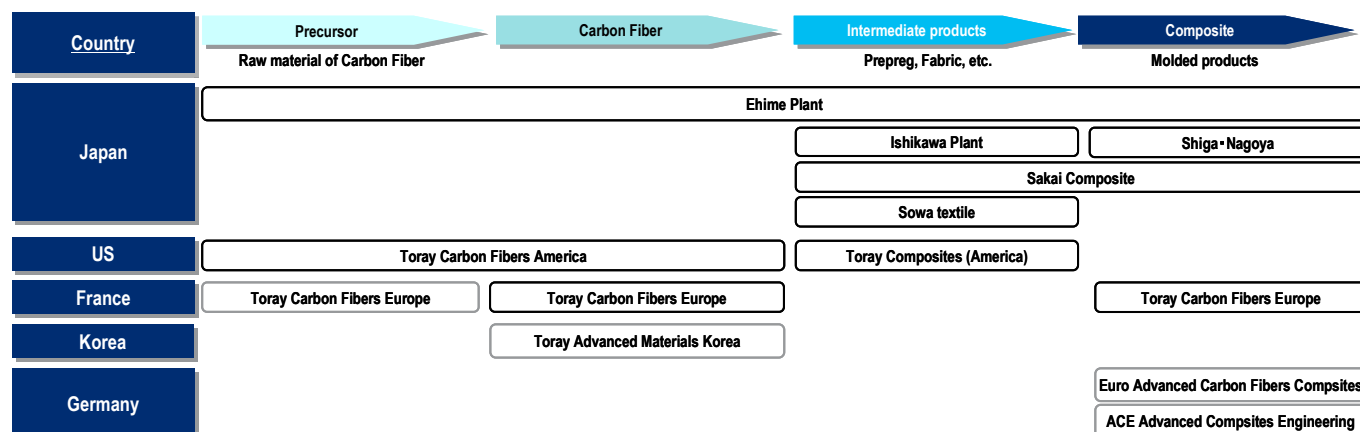 Country
Precursor
Carbon Fiber
Intermediate products
Composite
Raw material of Carbon Fiber
Prepreg, Fabric, etc.
Molded products
Japan
Ehime Plant
Ishikawa Plant
Shiga・Nagoya
Sakai Composite
Sowa textile
US
Toray Carbon Fibers America
Toray Composites (America)
France
Toray Carbon Fibers Europe
Toray Carbon Fibers Europe
Toray Carbon Fibers Europe
Korea
Toray Advanced Materials Korea
Germany
Euro Advanced Carbon Fibers Compsites
ACE Advanced Compsites Engineering